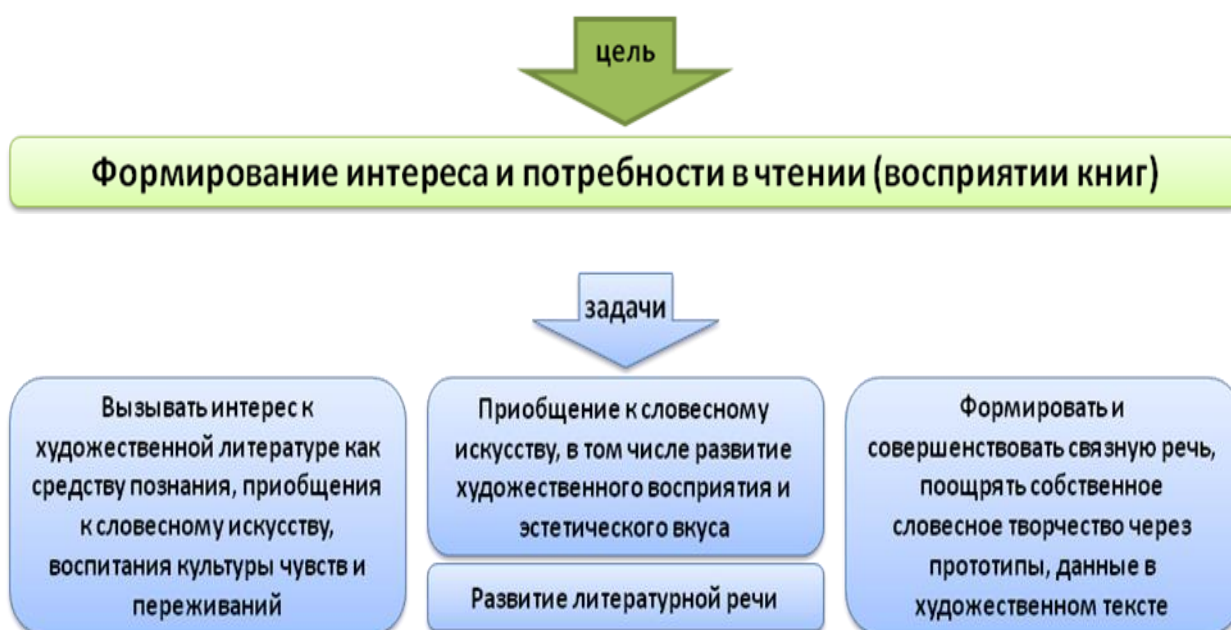 цель
Формирование интереса и потребности в чтении (восприятии книг)
задачи
Вызывать интерес к
художественной литературе как
средству познания, приобщения
к словесному искусству,
воспитания культуры чувств и
переживаний
Приобщение к словесному
искусству, в том числе развитие
художественного восприятия и
эстетического вкуса
Развитие литературной речи
Формировать и
совершенствовать связную речь,
поощрять собственное
словесное творчество через
прототипы, данные в
художественном тексте